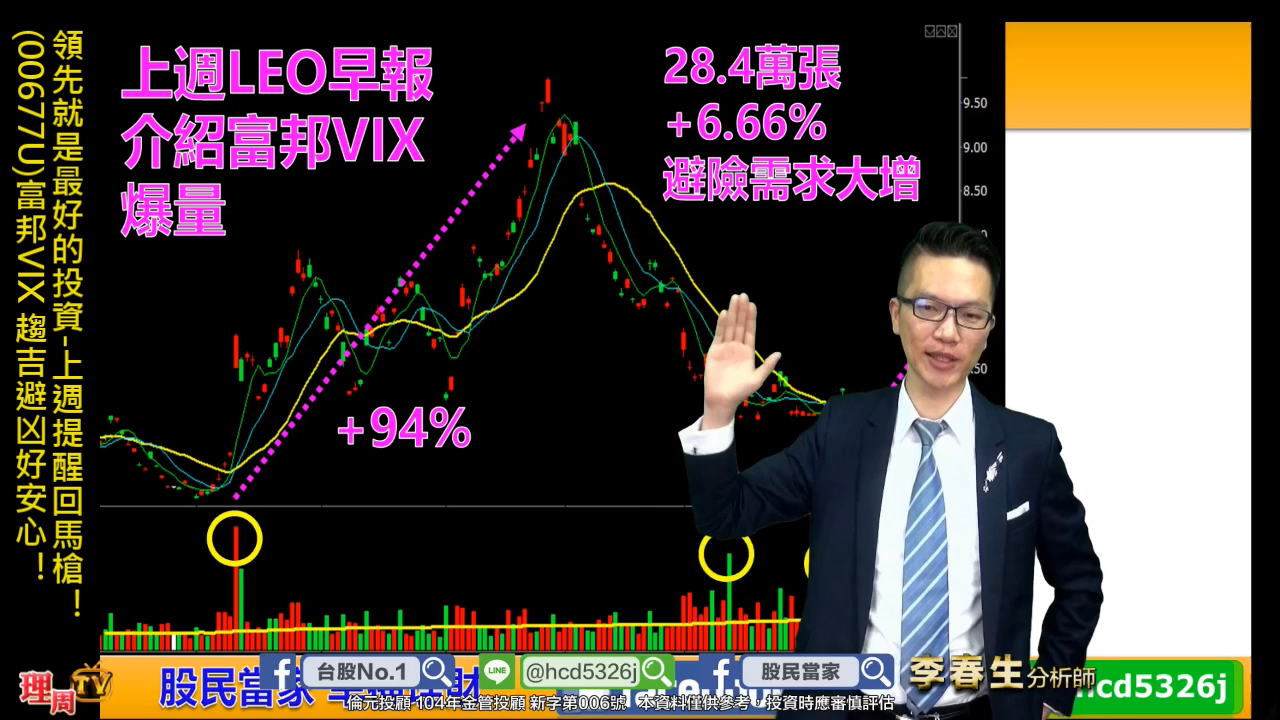 領先就是最好的投資-上週提醒回馬槍！
(00677U)富邦VIX 趨吉避凶好安心！
上週LEO早報
介紹富邦VIX
爆量
28.4萬張
+6.66%
避險需求大增
9.50
9.00
8.50
.50
+94%
理周TV
股民當家
f 台股No.1
LINE @hcd5326j
f 股民當家
李春生分析師
hcd5326j
倫元投顧 104年金管投顧 新字第006號 本資料僅供參考，投資時應審慎評估